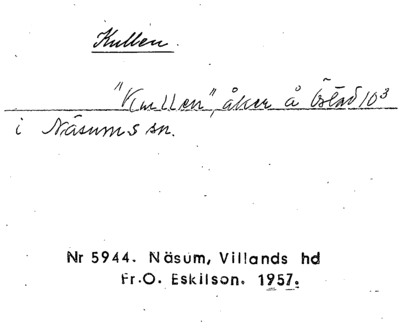 Kullen.
"Kullen", åker å Östad 10³
i Näsums sn.
Nr 5944. Näsum, Villands hd
Fr.O. Eskilson. 1957.